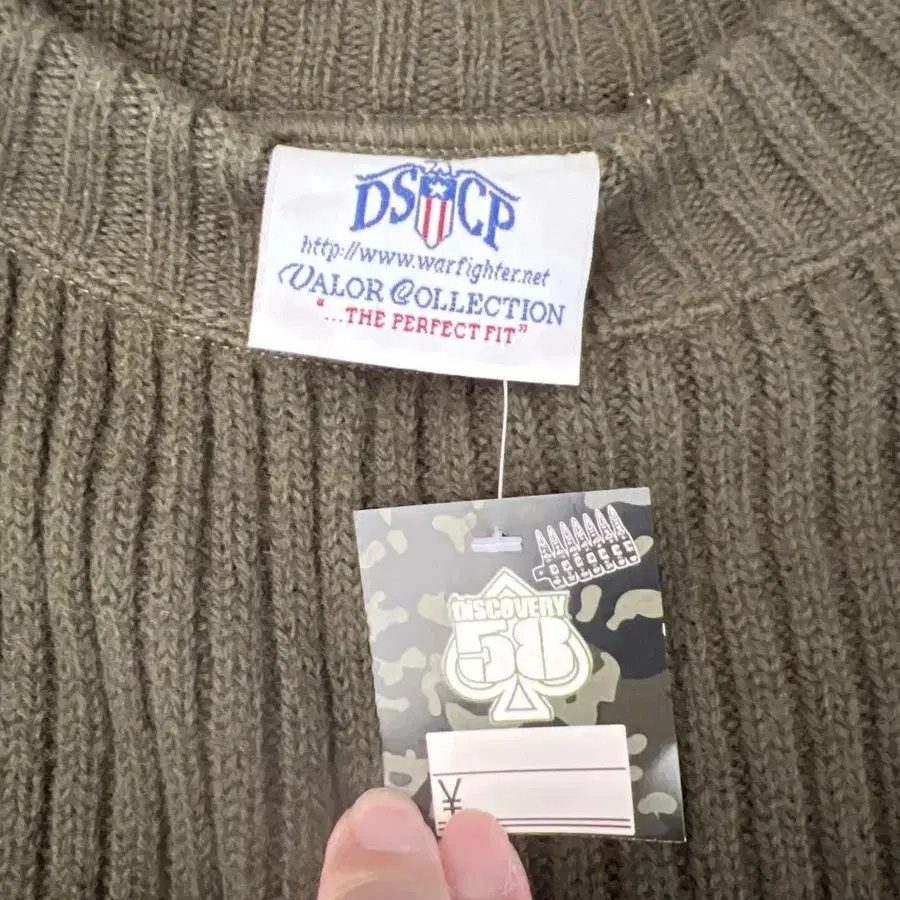 DSCP
http://www.warfighter.net
VALOR COLLECTION
"...THE PERFECT FIT"
DISCOVERY
58
¥